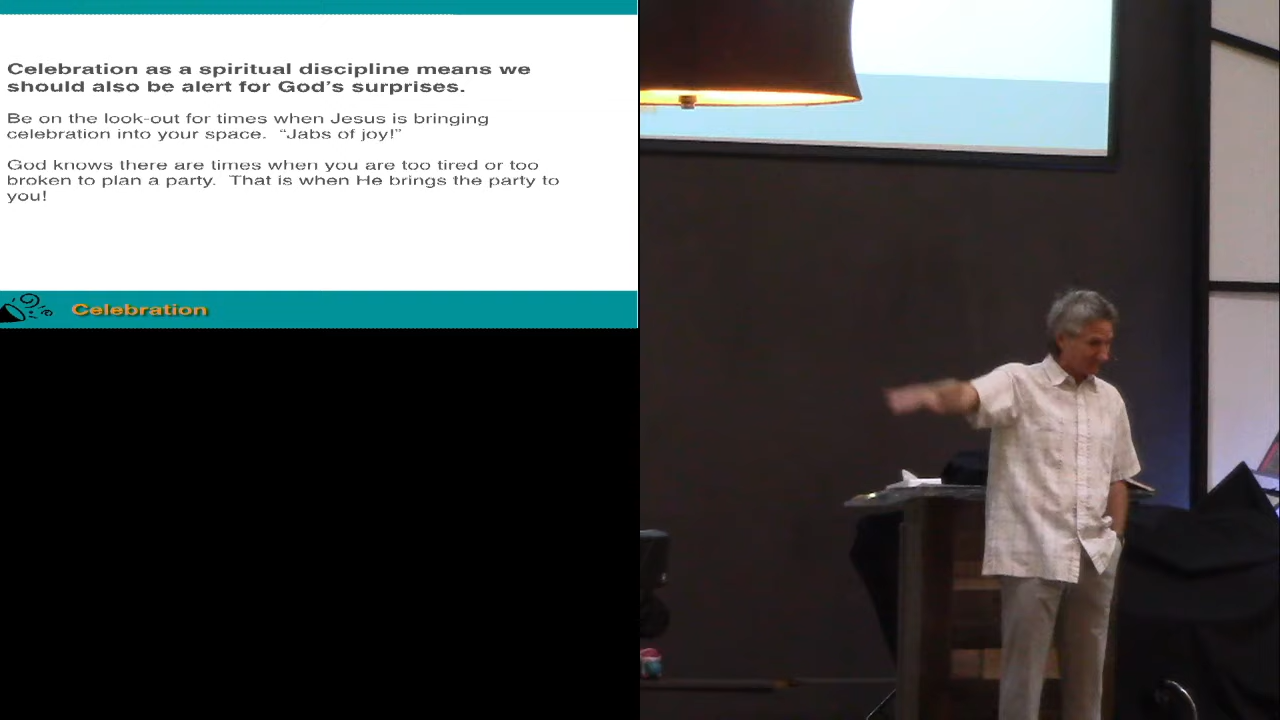 Celebration as a spiritual discipline means we
should also be alert for God's surprises.
Be on the look-out for times when Jesus is bringing
celebration into your space.  “Jabs of joy!”
God knows there are times when you are too tired or too
broken to plan a party.  That is when He brings the party to
you!
Celebration